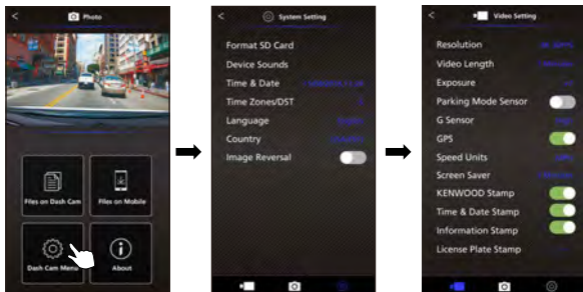 Photo
Files on Dash Cam
Files on Mobile
Dash Cam Menu
About
System Setting
Format SD Card
Device Sounds
Time & Date
Time Zones/DST
Language
Country
Image Reversal
Video Setting
Resolution
Video Length
Exposure
Parking Mode Sensor
G Sensor
GPS
Speed Units
Screen Saver
KENWOOD Stamp
Time & Date Stamp
Information Stamp
License Plate Stamp